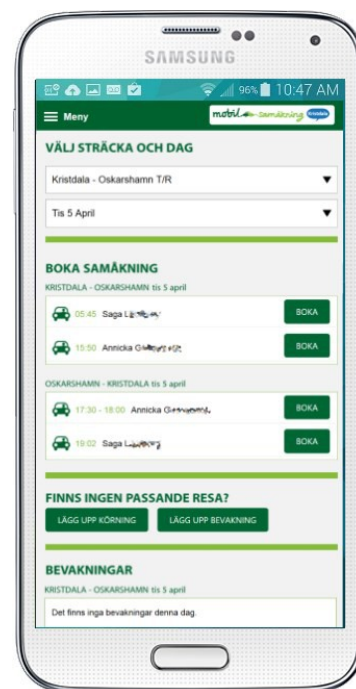 SAMSUNG
96% 10:47 AM
Meny
mobil samåkning
VÄLJ STRÄCKA OCH DAG
Kristdala - Oskarshamn T/R
Tis 5 April
BOKA SAMÅKNING
KRISTDALA - OSKARSHAMN tis 5 april
05:45 Saga BOKA
15:50 Annicka BOKA
OSKARSHAMN - KRISTDALA tis 5 april
17:30 - 18:00 Annicka BOKA
19:02 Saga BOKA
FINNS INGEN PASSANDE RESA?
LÄGG UPP KÖRNING LÄGG UPP BEVAKNING
BEVAKNINGAR
KRISTDALA - OSKARSHAMN tis 5 april
Det finns inga bevakningar denna dag.